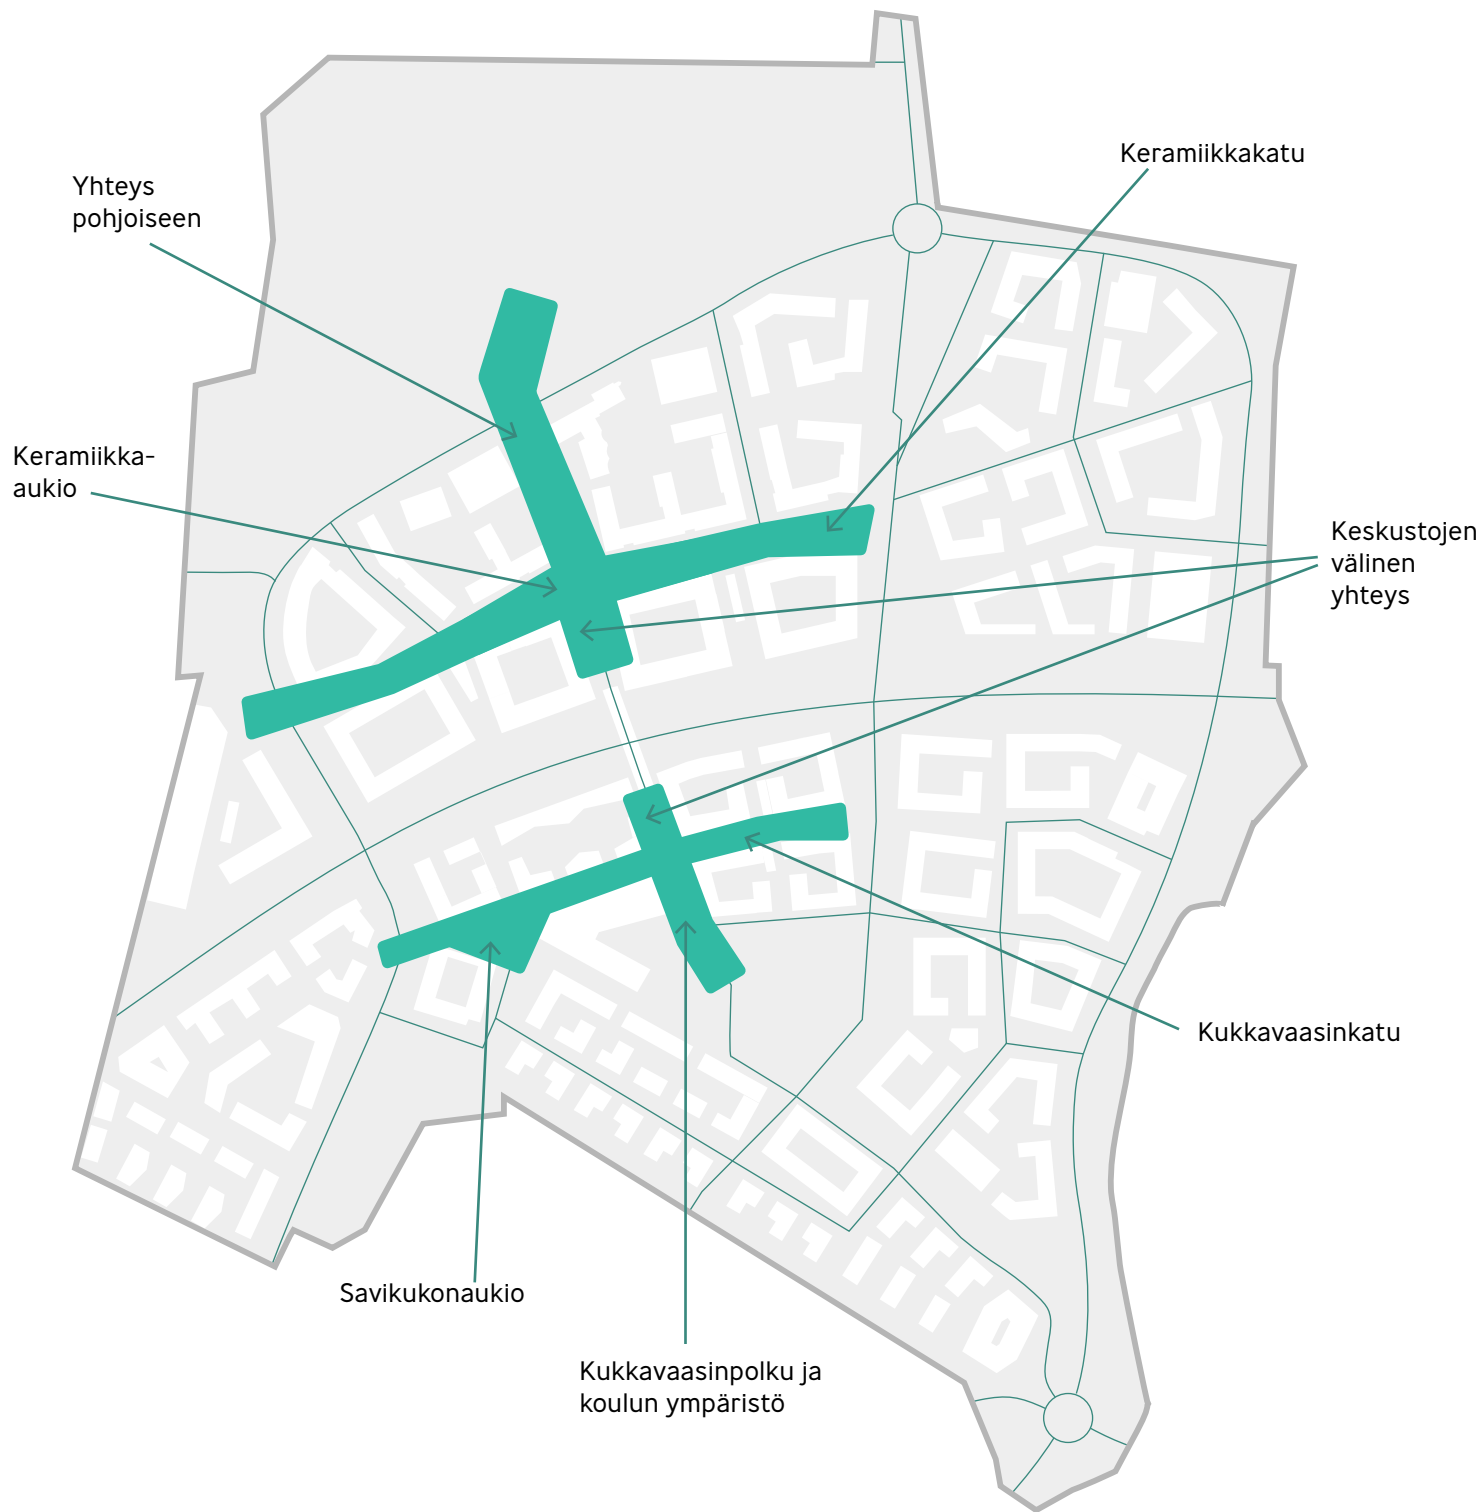 Keramiikkakatu
Yhteys
pohjoiseen
Keramiikka-
aukio
Keskustojen
välinen
yhteys
Kukkavaasinkatu
Savikukonaukio
Kukkavaasinpolku ja
koulun ympäristö